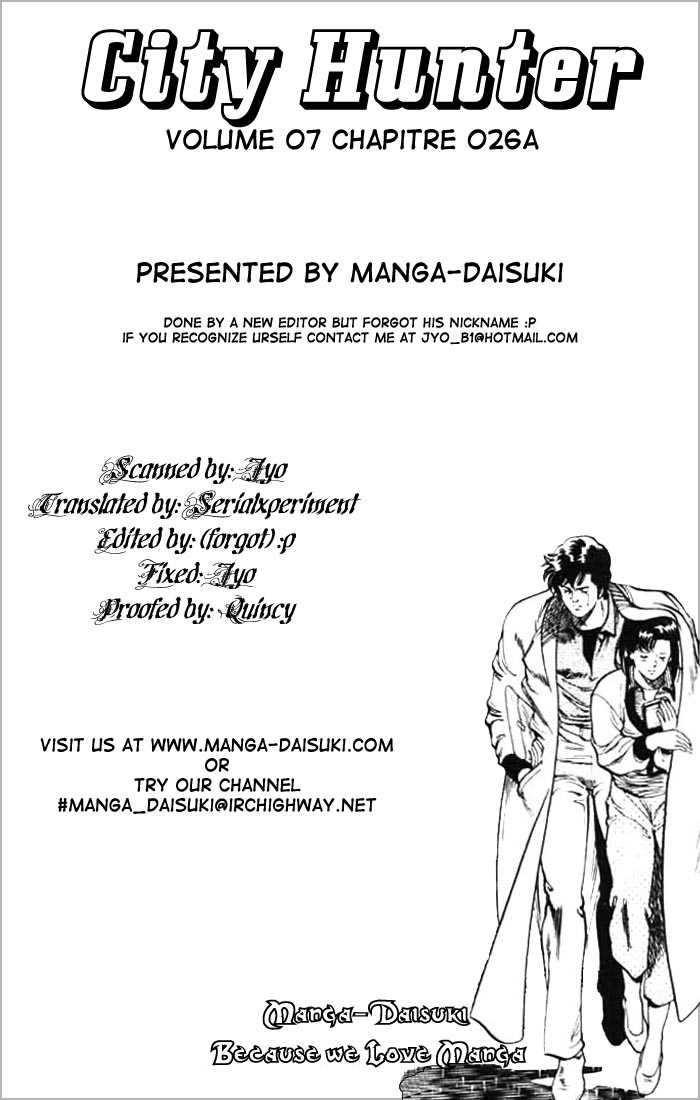 City Hunter
VOLUME 07 CHAPITRE 026A
PRESENTED BY MANGA-DAISUKI
DONE BY A NEW EDITOR BUT FORGOT HIS NICKNAME :P
IF YOU RECOGNIZE URSELF CONTACT ME AT JYO_B1@HOTMAIL.COM
Scanned by: Jyo
Translated by: Serialxperiment
Edited by: (forgot) :p
Fixed: Jyo
Proofed by: Quincy
VISIT US AT WWW.MANGA-DAISUKI.COM
OR
TRY OUR CHANNEL
#MANGA_DAISUKI@IRCHIGHWAY.NET
Manga-Daisuki
Because we Love Manga